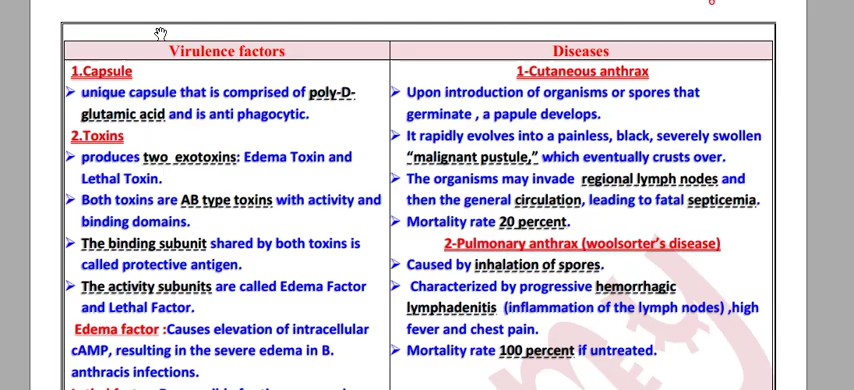 6
Virulence factors
Diseases
1.Capsule
➢ unique capsule that is comprised of poly-D-
glutamic acid and is anti phagocytic.
2.Toxins
➢ produces two exotoxins: Edema Toxin and
Lethal Toxin.
➢ Both toxins are AB type toxins with activity and
binding domains.
➢ The binding subunit shared by both toxins is
called protective antigen.
➢ The activity subunits are called Edema Factor
and Lethal Factor.
Edema factor :Causes elevation of intracellular
cAMP, resulting in the severe edema in B.
anthracis infections.
1-Cutaneous anthrax
➢ Upon introduction of organisms or spores that
germinate , a papule develops.
➢ It rapidly evolves into a painless, black, severely swollen
“malignant pustule,” which eventually crusts over.
➢ The organisms may invade regional lymph nodes and
then the general circulation, leading to fatal septicemia.
➢ Mortality rate 20 percent.
2-Pulmonary anthrax (woolsorter’s disease)
➢ Caused by inhalation of spores.
➢ Characterized by progressive hemorrhagic
lymphadenitis (inflammation of the lymph nodes) ,high
fever and chest pain.
➢ Mortality rate 100 percent if untreated.